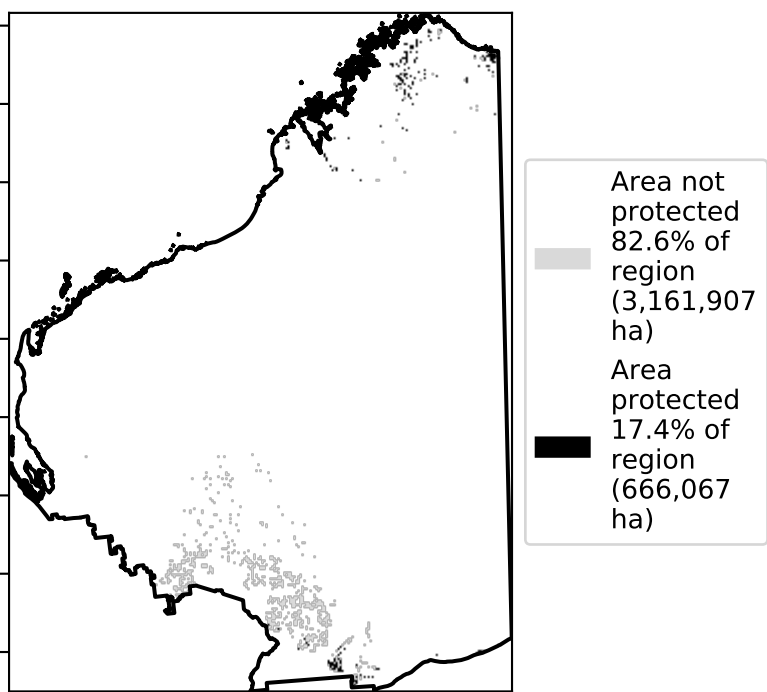 Area not
protected
82.6% of
region
(3,161,907
ha)
Area
protected
17.4% of
region
(666,067
ha)